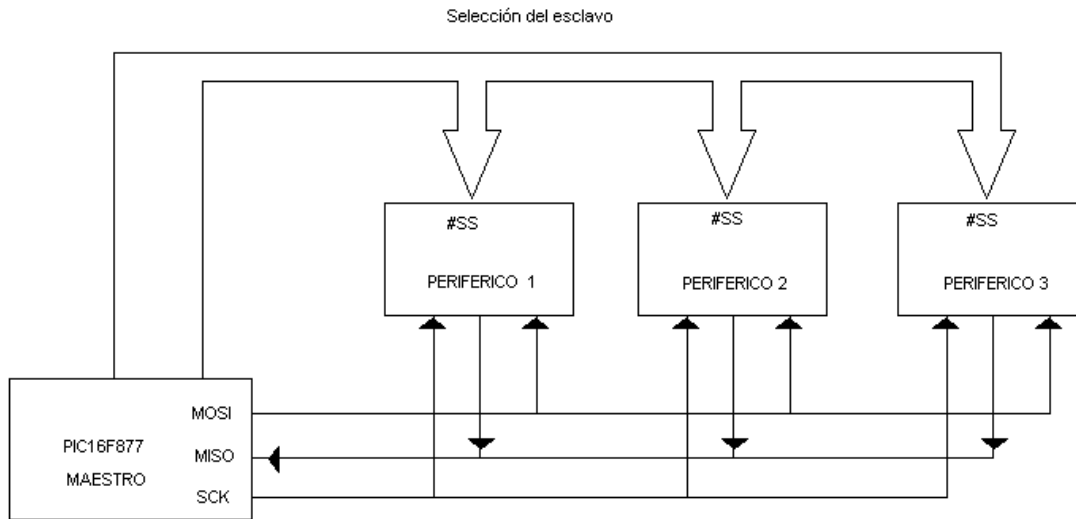 Selección del esclavo
#SS
PERIFERICO 1
#SS
PERIFERICO 2
#SS
PERIFERICO 3
PIC16F877
MAESTRO
MOSI
MISO
SCK